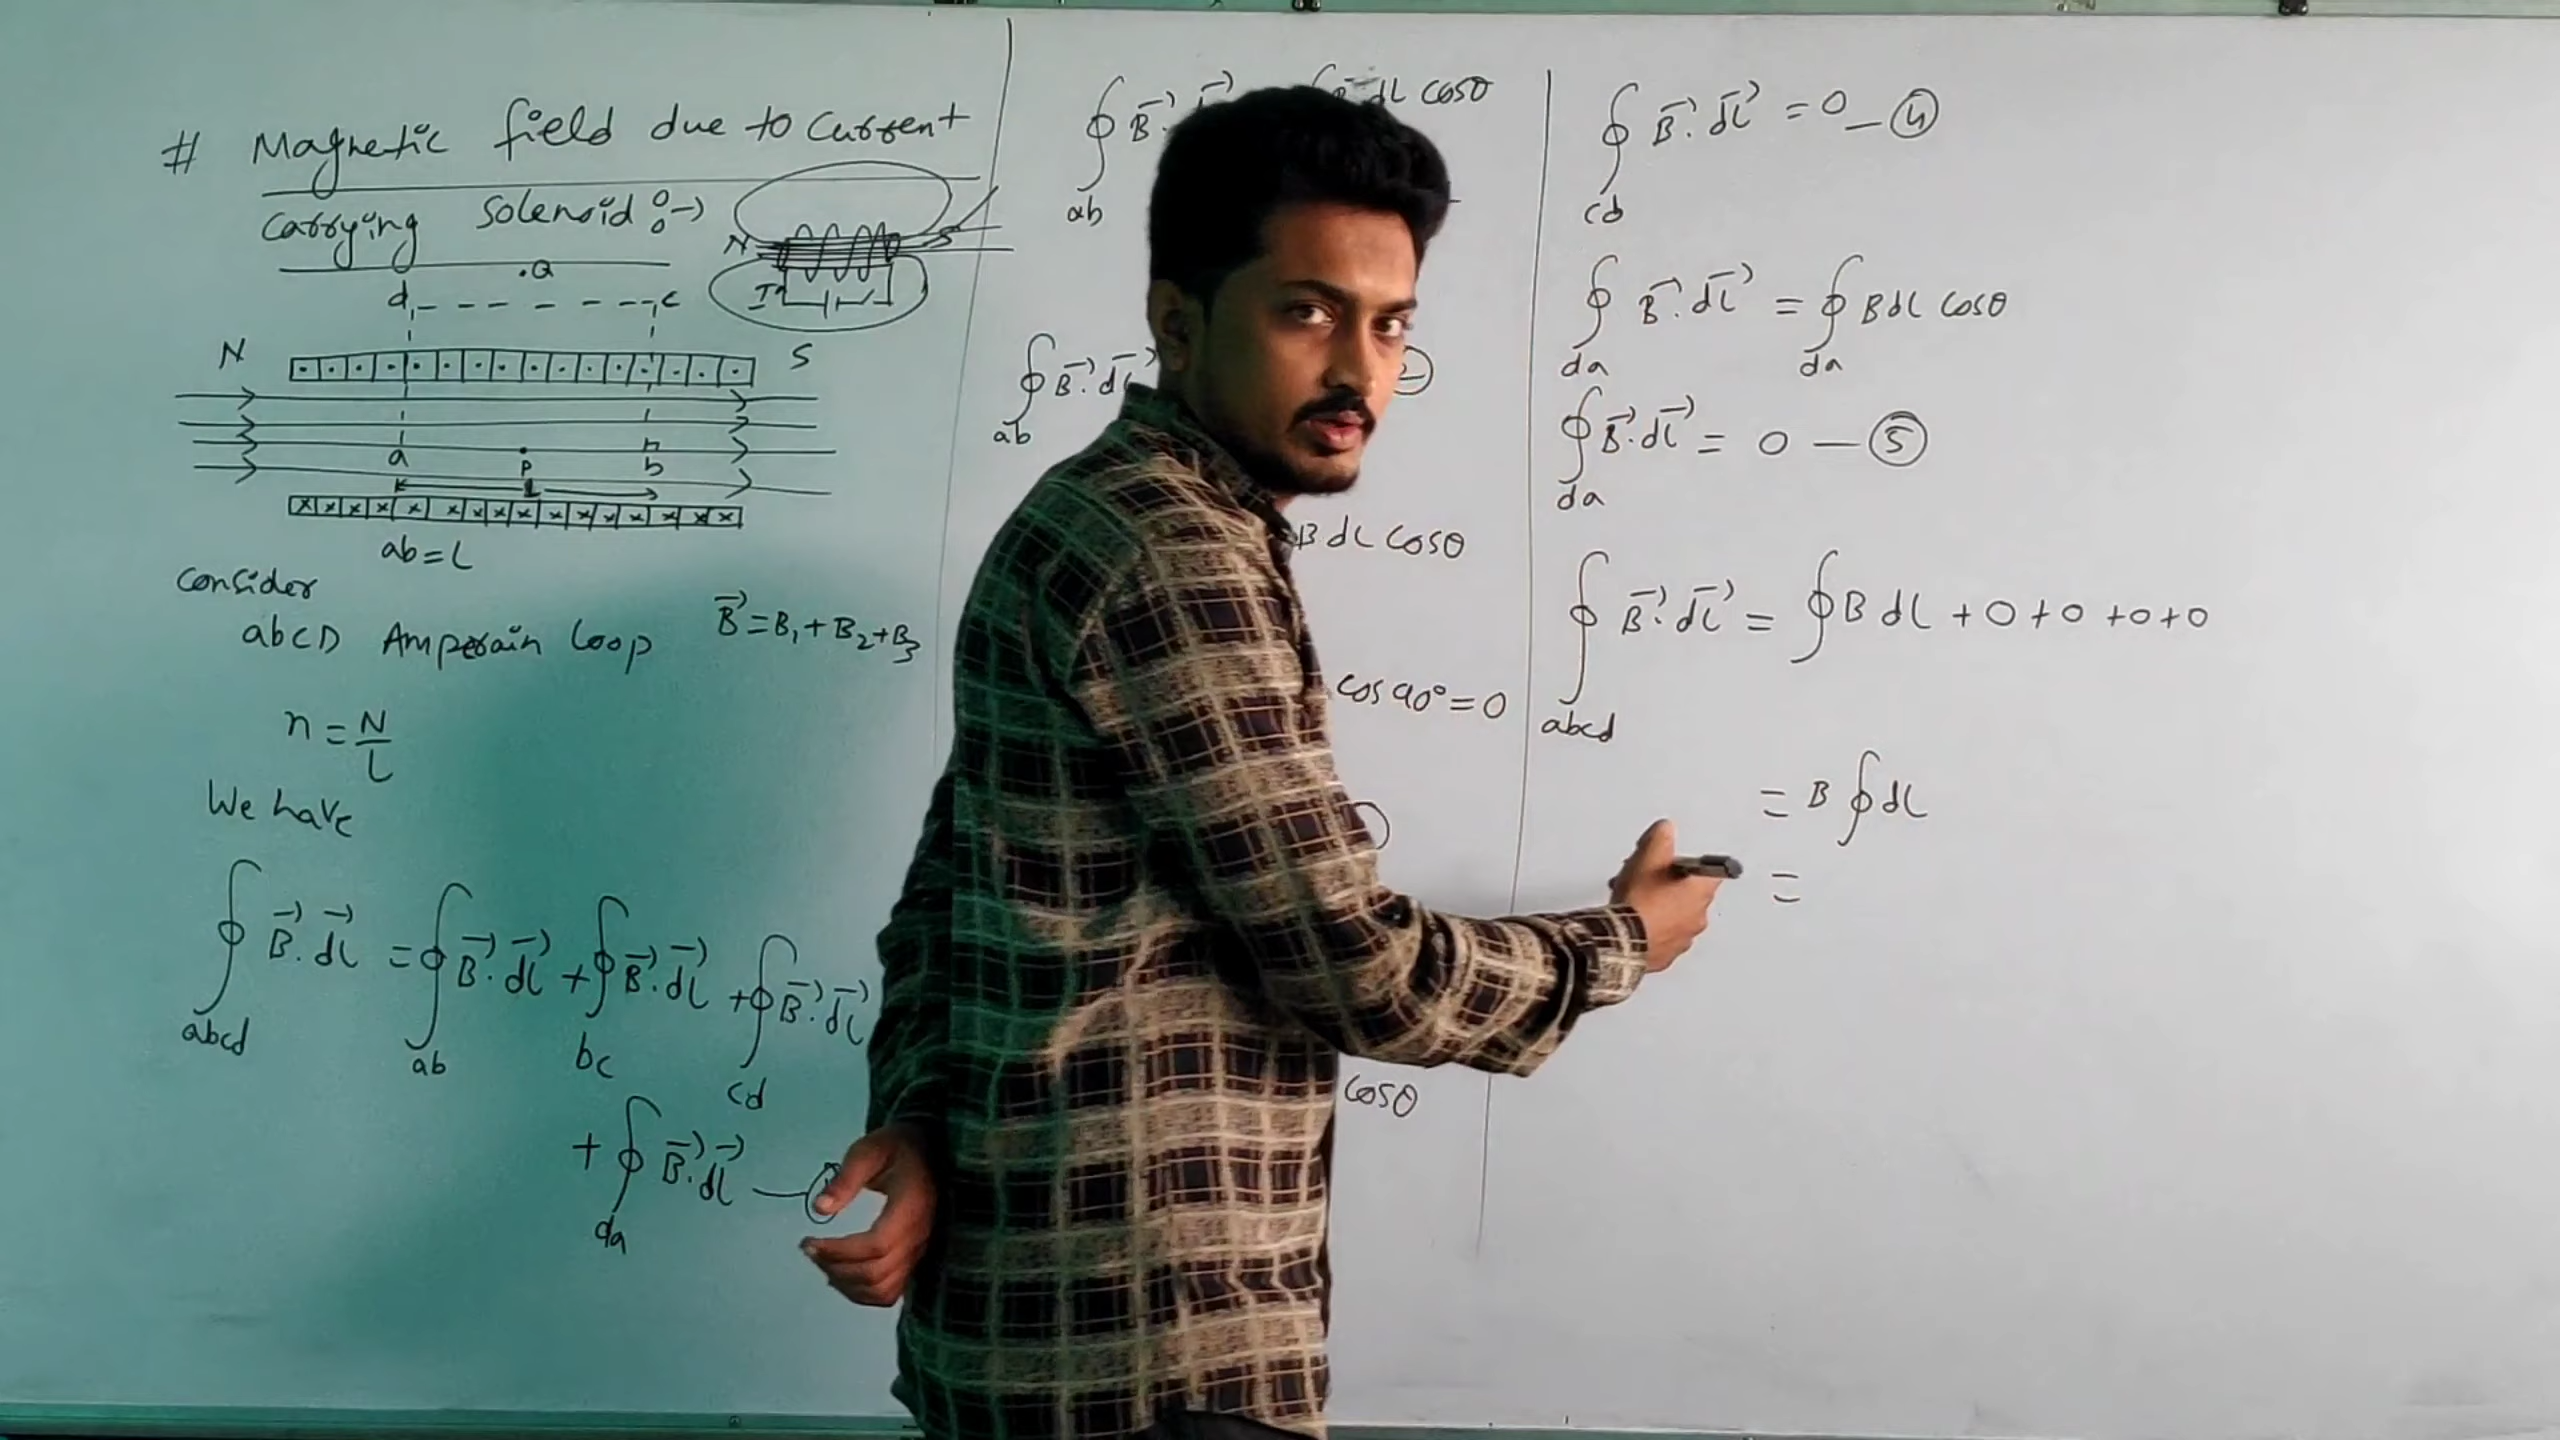 # Magnetic field due to Current
Carrying Solenoid :→
N S
I
.Q
d c
N S
a P b
L
ab = L
Consider
abcD Amperain Loop
B⃗ = B₁ + B₂ + B₃
n = N/L
We have
∮abcd B⃗.dl⃗ = ∮ab B⃗.dl⃗ + ∮bc B⃗.dl⃗ + ∮cd B⃗.dl⃗
+ ∮da B⃗.dl⃗ —
∮ab B⃗. dL cosθ
∮ab B⃗.dl⃗ ②
B dL cosθ
cos 90° = 0
cosθ
∮cd B⃗.dl⃗ = 0 — ④
∮da B⃗.dl⃗ = ∮da B dL cosθ
∮da B⃗.dl⃗ = 0 — ⑤
∮abcd B⃗.dl⃗ = ∮B dL + 0 + 0 + 0 + 0
= B ∮dL
=